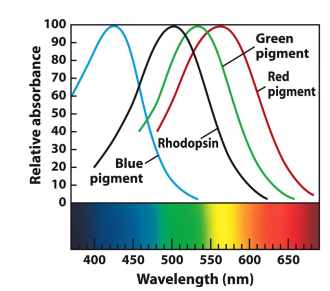 Relative absorbance
100
90
80
70
60
50
40
30
20
10
0
Green
pigment
Red
pigment
Rhodopsin
Blue
pigment
400 450 500 550 600 650
Wavelength (nm)